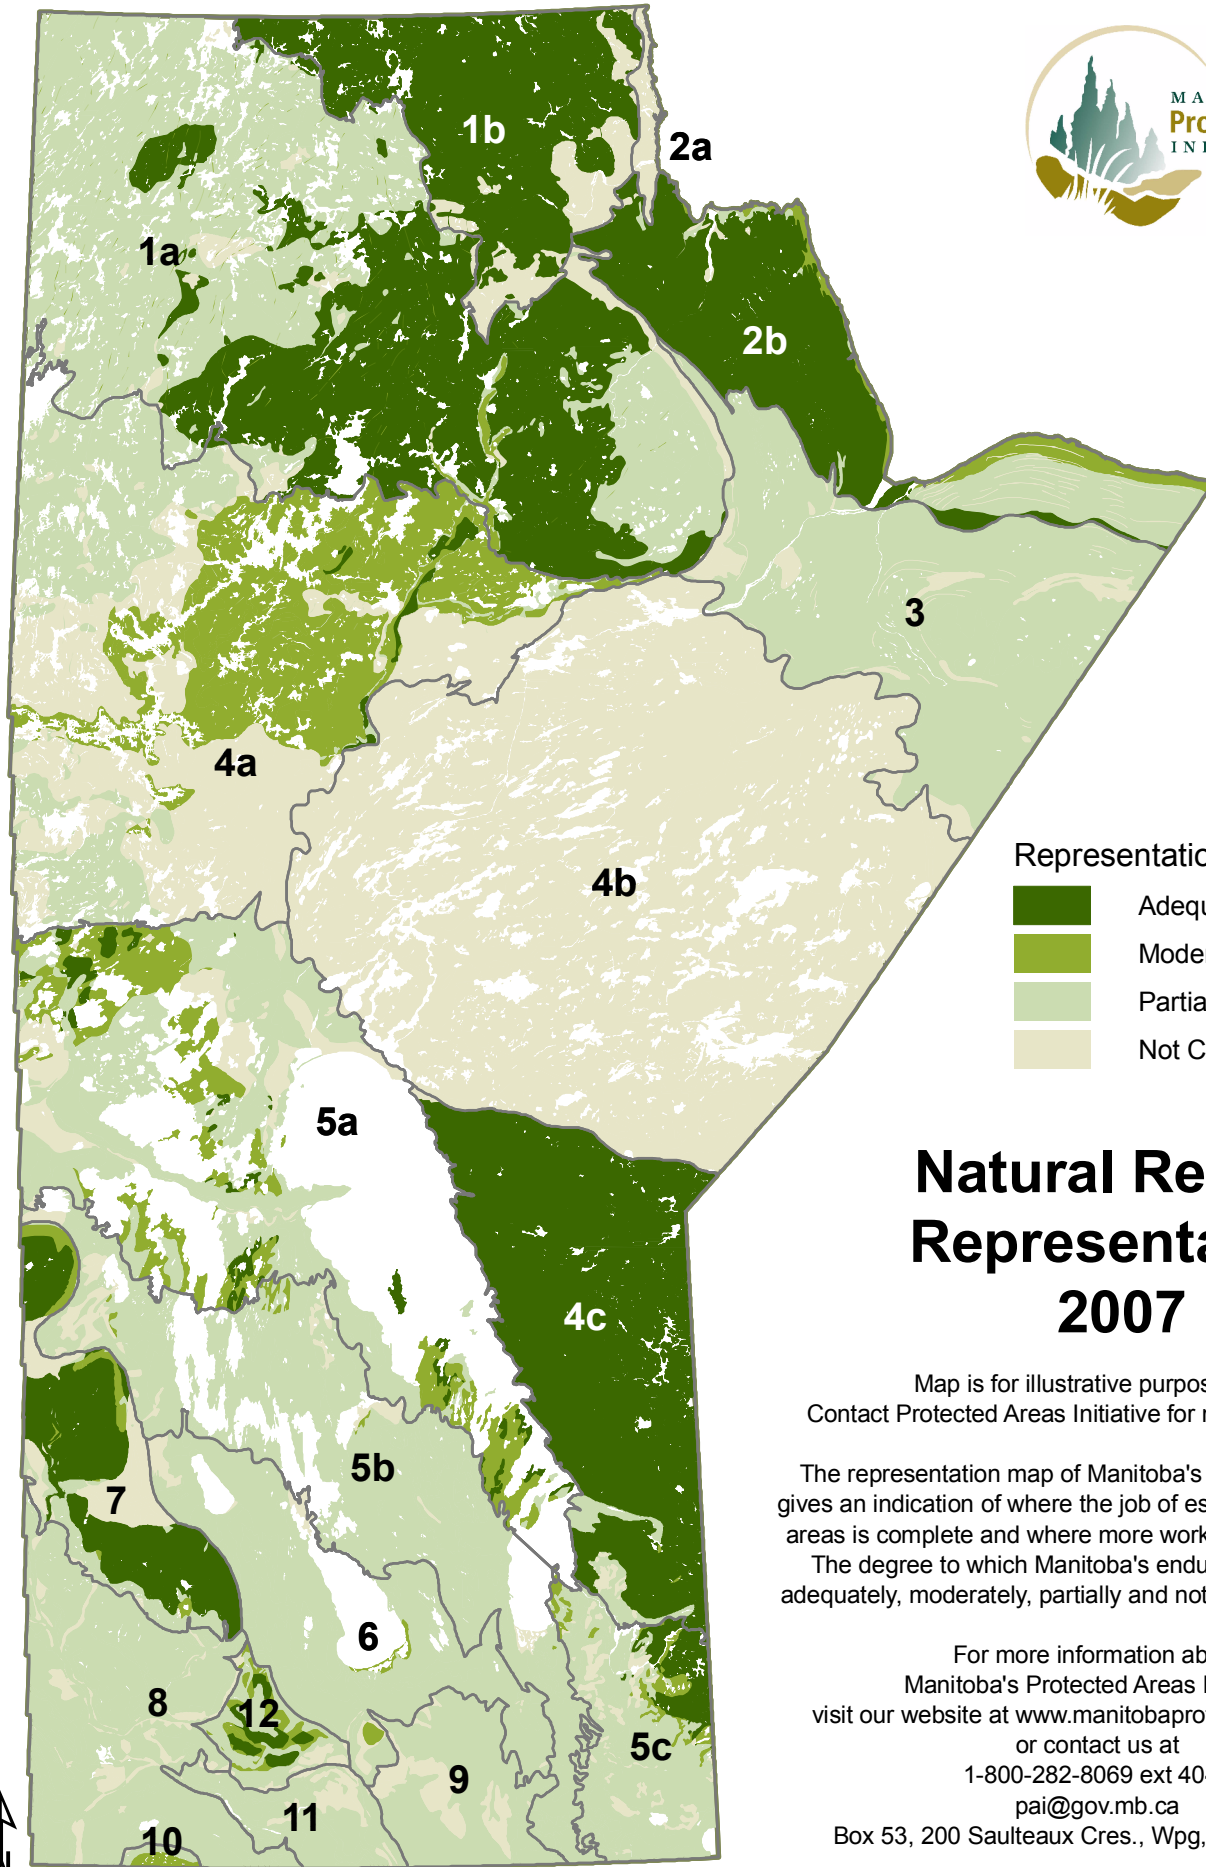 MA
Pro
1b
2a
1a
2b
3
4a
4b
Representatio
Adequ
Moder
Partia
Not C
5a
Natural Re
Representa
2007
4c
Map is for illustrative purpos
Contact Protected Areas Initiative for r
5b
The representation map of Manitoba's
gives an indication of where the job of es
areas is complete and where more work
The degree to which Manitoba's endu
adequately, moderately, partially and not
7
6
For more information ab
Manitoba's Protected Areas I
visit our website at www.manitobapro
or contact us at
1-800-282-8069 ext 404
pai@gov.mb.ca
Box 53, 200 Saulteaux Cres., Wpg,
8
12
5c
9
11
10